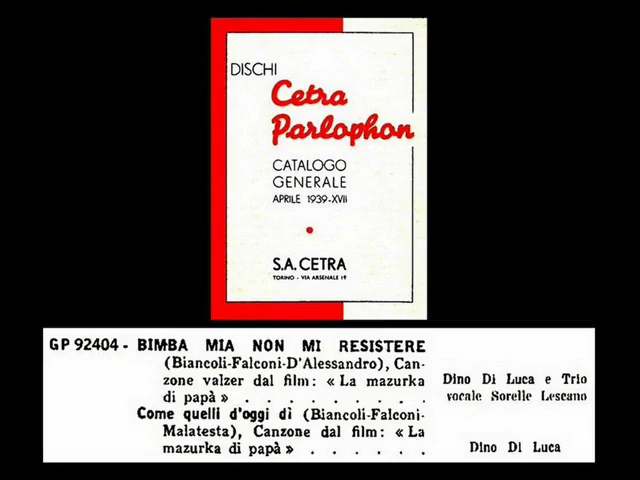 DISCHI
Cetra
Parlophon
CATALOGO
GENERALE
APRILE 1939-XVII
S.A. CETRA
TORINO - VIA ARSENALE 19
GP 92404 - BIMBA MIA NON MI RESISTERE
(Biancoli-Falconi-D'Alessandro), Can-
zone valzer dal film: « La mazurka
di papà » . . . . . . . . .
Dino Di Luca e Trio
vocale Sorelle Lescano
Come quelli d'oggi dì (Biancoli-Falconi-
Malatesta), Canzone dal film: « La
mazurka di papà » . . . . . .
Dino Di Luca